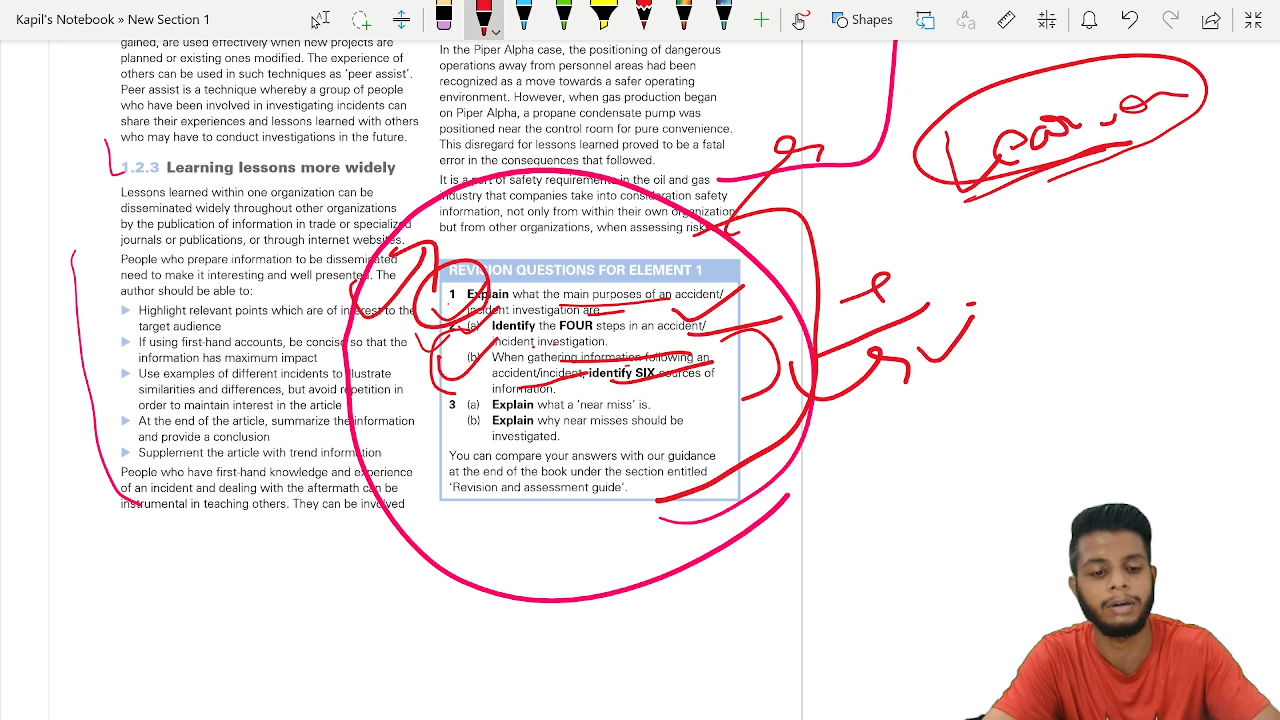 Kapil's Notebook » New Section 1
Shapes
gained, are used effectively when new projects are
planned or existing ones modified. The experience of
others can be used in such techniques as 'peer assist'.
Peer assist is a technique whereby a group of people
who have been involved in investigating incidents can
share their experiences and lessons learned with others
who may have to conduct investigations in the future.
1.2.3 Learning lessons more widely
Lessons learned within one organization can be
disseminated widely throughout other organizations
by the publication of information in trade or specialized
journals or publications, or through internet websites.
People who prepare information to be disseminated
need to make it interesting and well presented. The
author should be able to:
Highlight relevant points which are of interest to the
target audience
If using first-hand accounts, be concise so that the
information has maximum impact
Use examples of different incidents to illustrate
similarities and differences, but avoid repetition in
order to maintain interest in the article
At the end of the article, summarize the information
and provide a conclusion
Supplement the article with trend information
People who have first-hand knowledge and experience
of an incident and dealing with the aftermath can be
instrumental in teaching others. They can be involved
In the Piper Alpha case, the positioning of dangerous
operations away from personnel areas had been
recognized as a move towards a safer operating
environment. However, when gas production began
on Piper Alpha, a propane condensate pump was
positioned near the control room for pure convenience.
This disregard for lessons learned proved to be a fatal
error in the consequences that followed.
It is a part of safety requirements in the oil and gas
industry that companies take into consideration safety
information, not only from within their own organization
but from other organizations, when assessing risk
REVISION QUESTIONS FOR ELEMENT 1
1 Explain what the main purposes of an accident/
incident investigation are.
2 (a) Identify the FOUR steps in an accident/
incident investigation.
(b) When gathering information following an
accident/incident, identify SIX sources of
information.
3 (a) Explain what a 'near miss' is.
(b) Explain why near misses should be
investigated.
You can compare your answers with our guidance
at the end of the book under the section entitled
'Revision and assessment guide'.